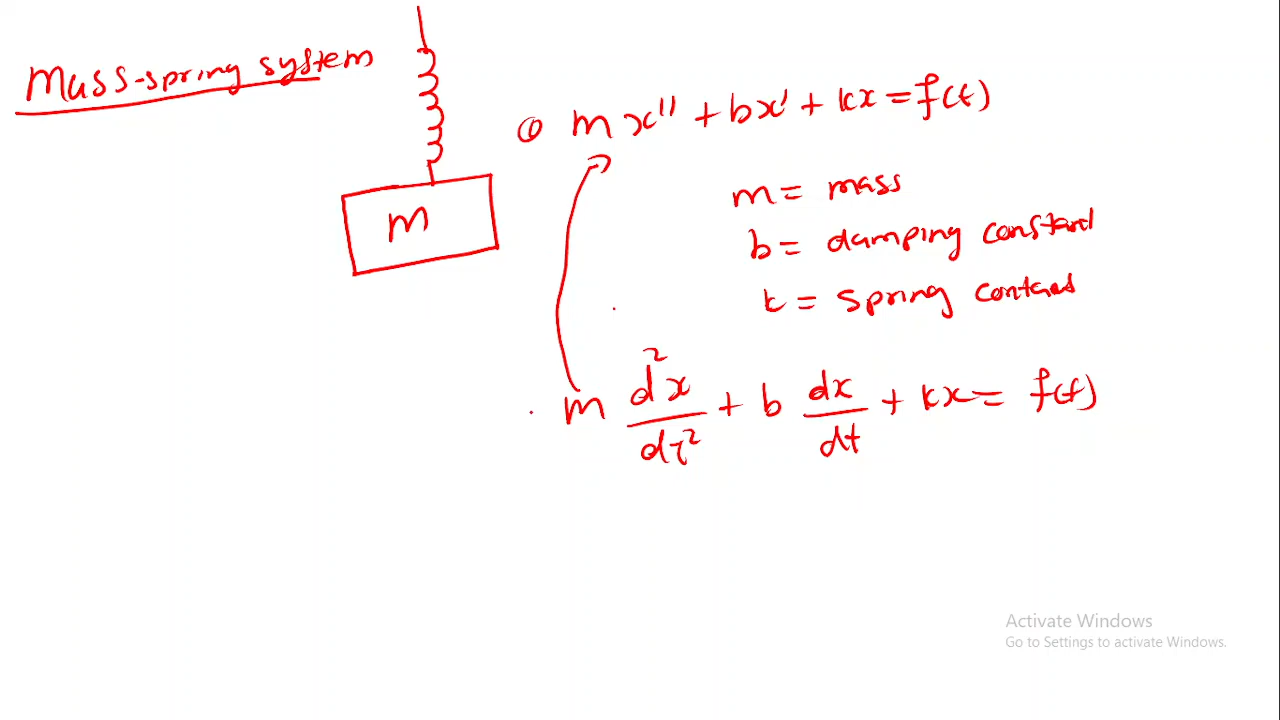 Mass-spring system
① mx'' + bx' + kx = f(t)
m
m = mass
b = damping constant
k = spring
m d²x/dt² + b dx/dt + kx = f(t)
Activate Windows
Go to Settings to activate Windows.